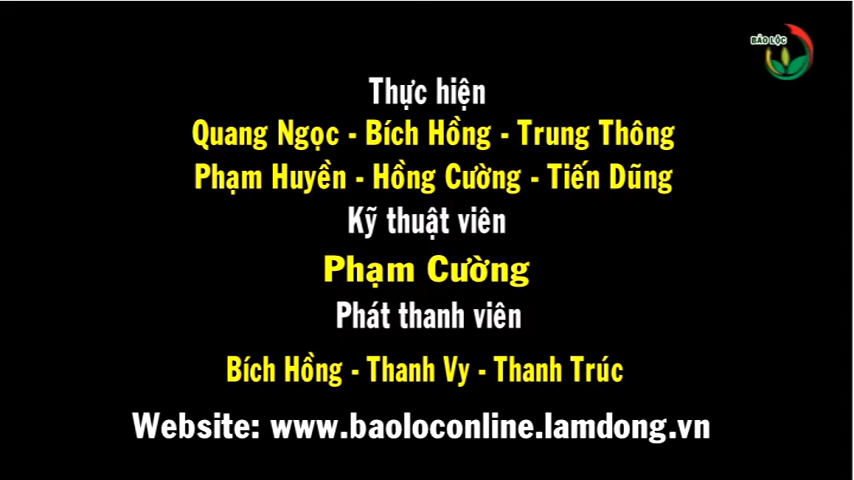 BẢO LỘC
Thực hiện
Quang Ngọc - Bích Hồng - Trung Thông
Phạm Huyền - Hồng Cường - Tiến Dũng
Kỹ thuật viên
Phạm Cường
Phát thanh viên
Bích Hồng - Thanh Vy - Thanh Trúc
Website: www.baoloconline.lamdong.vn